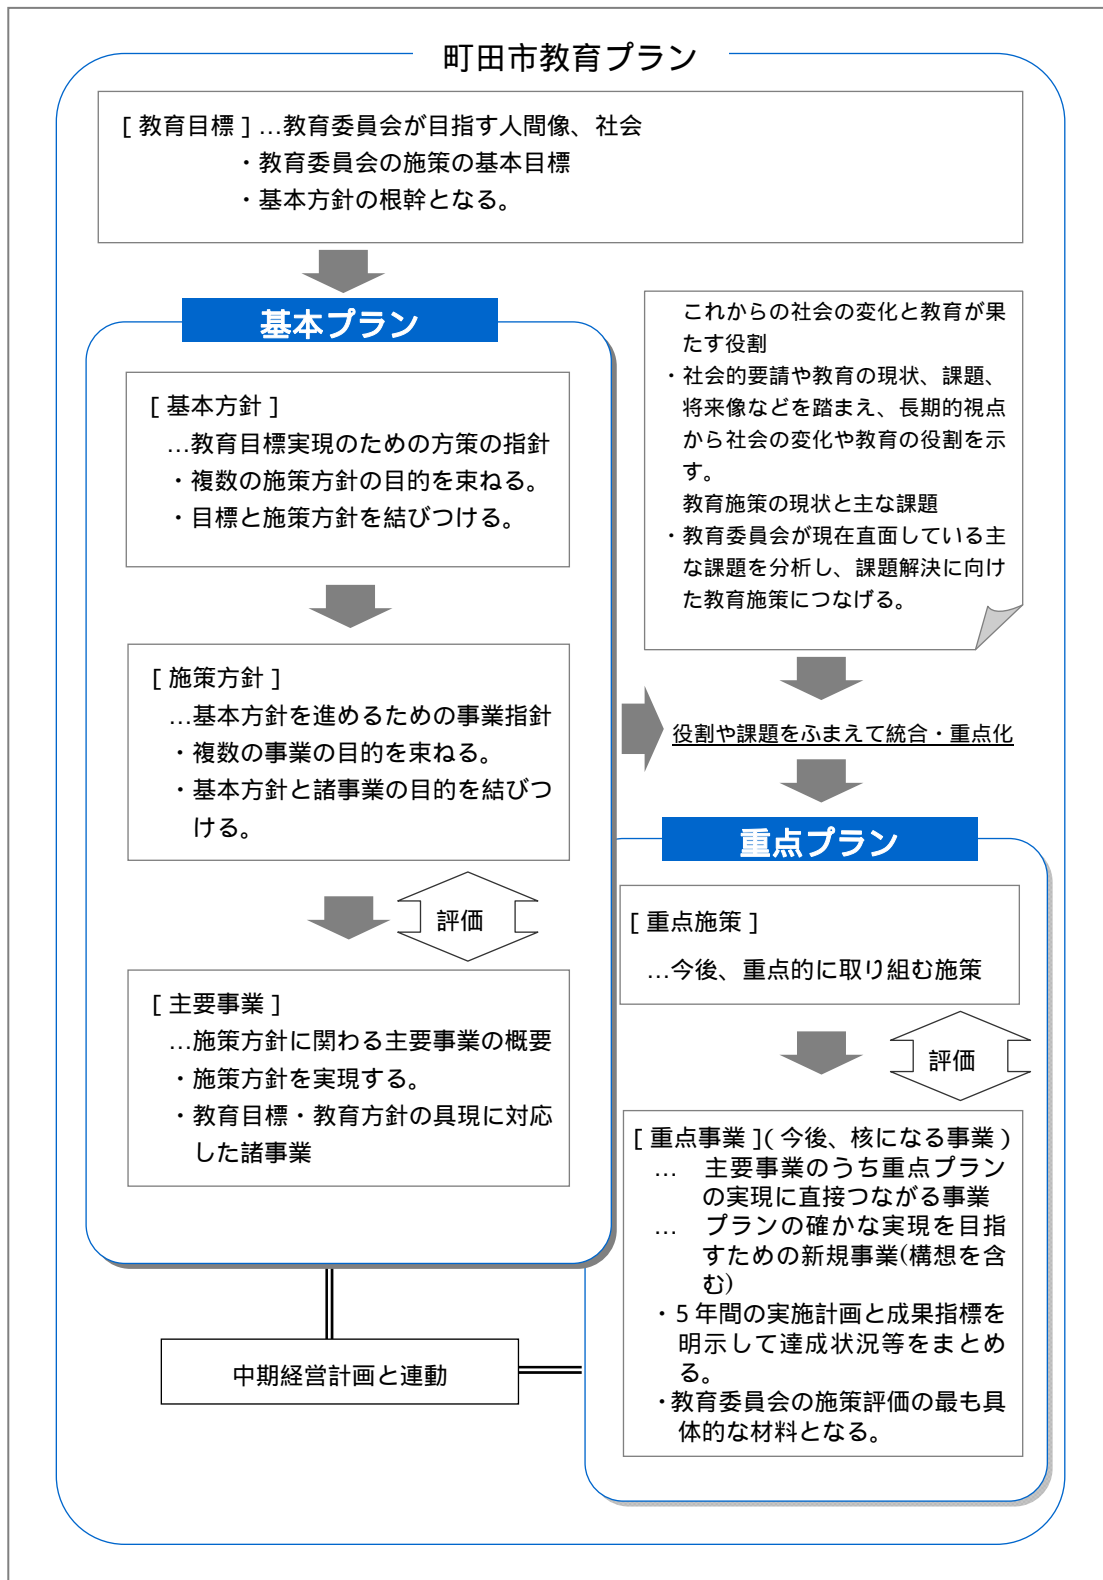 町田市教育プラン
[ 教育目標 ] …教育委員会が目指す人間像、社会
・教育委員会の施策の基本目標
・基本方針の根幹となる。
基本プラン
[ 基本方針 ]
…教育目標実現のための方策の指針
・複数の施策方針の目的を束ねる。
・目標と施策方針を結びつける。
[ 施策方針 ]
…基本方針を進めるための事業指針
・複数の事業の目的を束ねる。
・基本方針と諸事業の目的を結びつ
ける。
評価
[ 主要事業 ]
…施策方針に関わる主要事業の概要
・施策方針を実現する。
・教育目標・教育方針の具現に対応
した諸事業
これからの社会の変化と教育が果
たす役割
・社会的要請や教育の現状、課題、
将来像などを踏まえ、長期的視点
から社会の変化や教育の役割を示
す。
教育施策の現状と主な課題
・教育委員会が現在直面している主
な課題を分析し、課題解決に向け
た教育施策につなげる。
役割や課題をふまえて統合・重点化
重点プラン
[ 重点施策 ]
…今後、重点的に取り組む施策
評価
[ 重点事業 ]( 今後、核になる事業 )
… 主要事業のうち重点プラン
の実現に直接つながる事業
… プランの確かな実現を目指
すための新規事業(構想を含
む)
・5 年間の実施計画と成果指標を
明示して達成状況等をまとめ
る。
・教育委員会の施策評価の最も具
体的な材料となる。
中期経営計画と連動